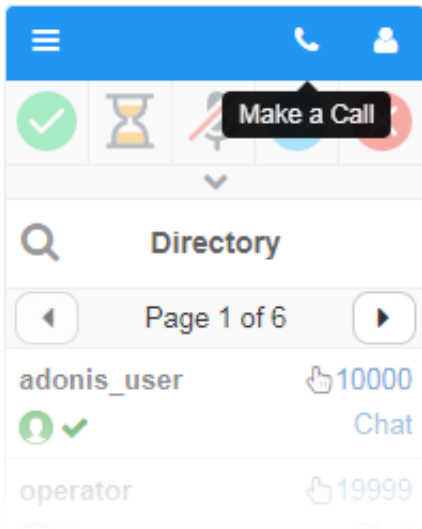 Make a Call
Directory
Page 1 of 6
adonis_user 10000
Chat
operator 19999